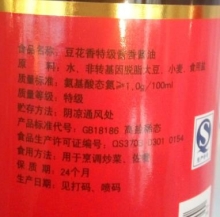 食品名称：豆花香特级酿香酱油
原　料：水、非转基因脱脂大豆、小麦、食用盐
氨基酸态氮≥1.0g/100ml
质量等级：特级
贮存方法：阴凉通风处
产品标准号：GB18186 高盐稀态
食品生产许可证编号：QS3703 0301 0154
食用方法：用于烹调炒菜、佐餐
保 质 期：24个月
生产日期：见打码、喷码